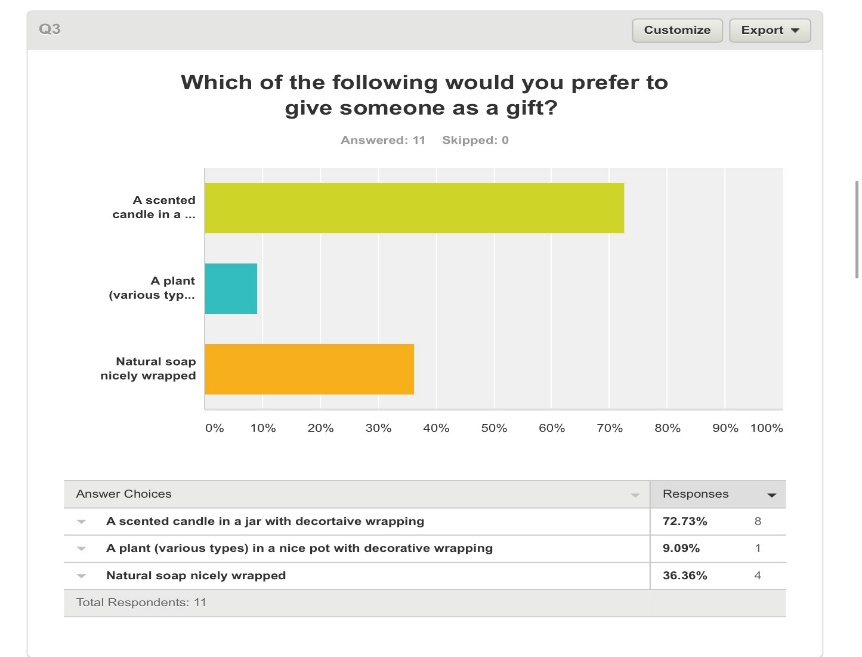 Q3
Customize
Export
Which of the following would you prefer to
give someone as a gift?
Answered: 11 Skipped: 0
A scented
candle in a ...
A plant
(various typ...
Natural soap
nicely wrapped
0% 10% 20% 30% 40% 50% 60% 70% 80% 90% 100%
Answer Choices Responses
A scented candle in a jar with decortaive wrapping 72.73% 8
A plant (various types) in a nice pot with decorative wrapping 9.09% 1
Natural soap nicely wrapped 36.36% 4
Total Respondents: 11